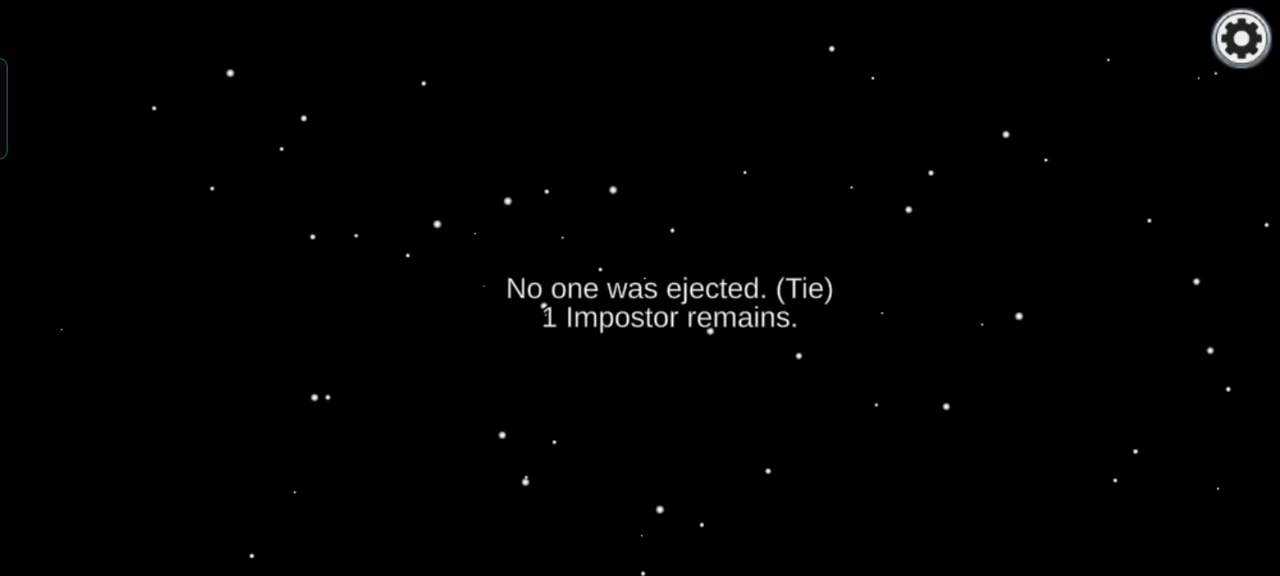 No one was ejected. (Tie)
1 Impostor remains.